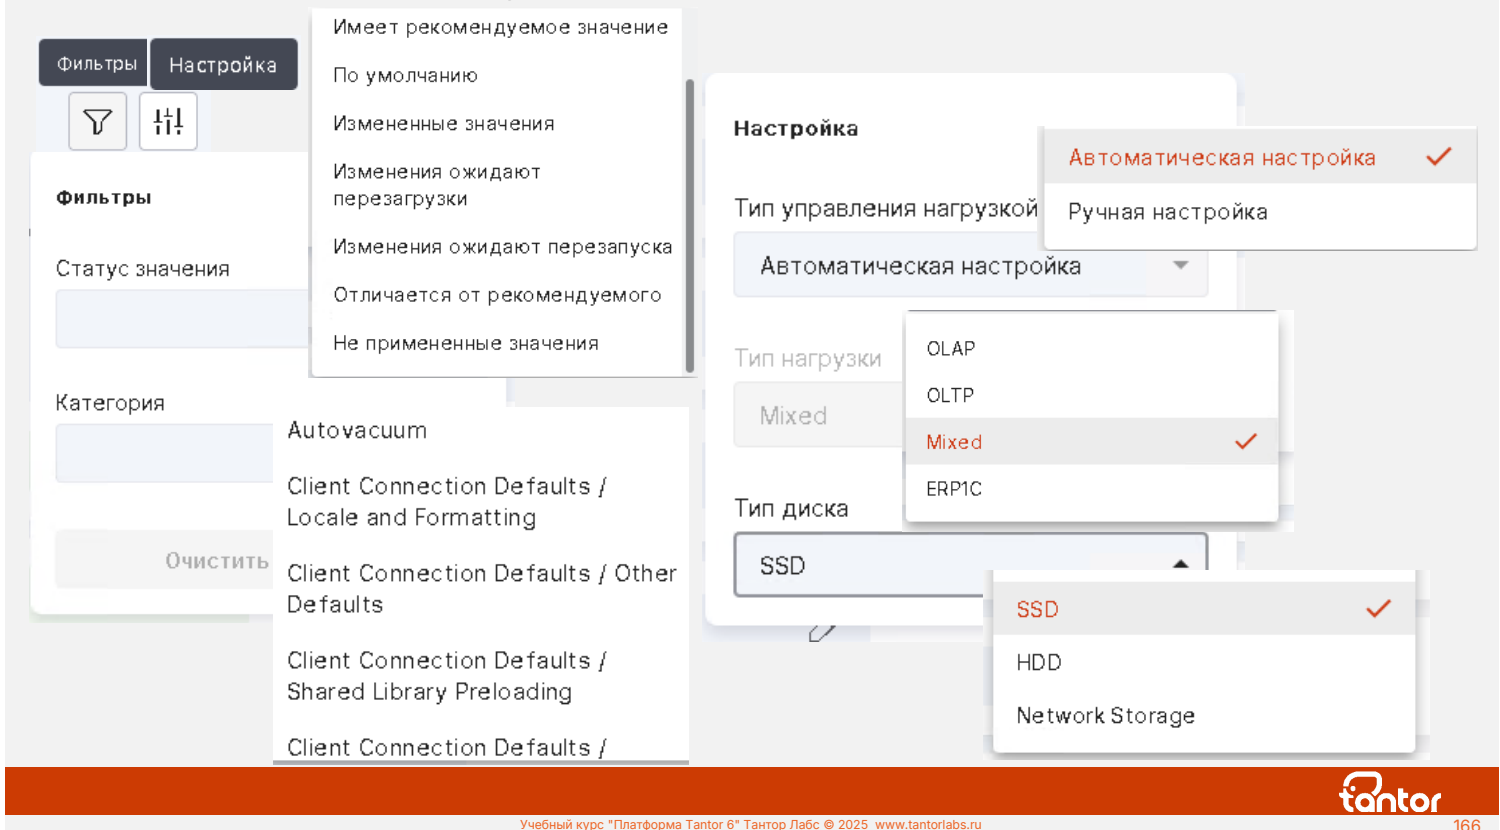 Фильтры
Настройка
Фильтры
Статус значения
Категория
Очистить
Имеет рекомендуемое значение
По умолчанию
Измененные значения
Изменения ожидают
перезагрузки
Изменения ожидают перезапуска
Отличается от рекомендуемого
Не примененные значения
Autovacuum
Client Connection Defaults /
Locale and Formatting
Client Connection Defaults / Other
Defaults
Client Connection Defaults /
Shared Library Preloading
Client Connection Defaults /
Настройка
Тип управления нагрузкой
Автоматическая настройка
Автоматическая настройка
Ручная настройка
Тип нагрузки
Mixed
OLAP
OLTP
Mixed
ERP1C
Тип диска
SSD
SSD
HDD
Network Storage
tantor
Учебный курс "Платформа Tantor 6" Тантор Лабс © 2025 www.tantorlabs.ru
166